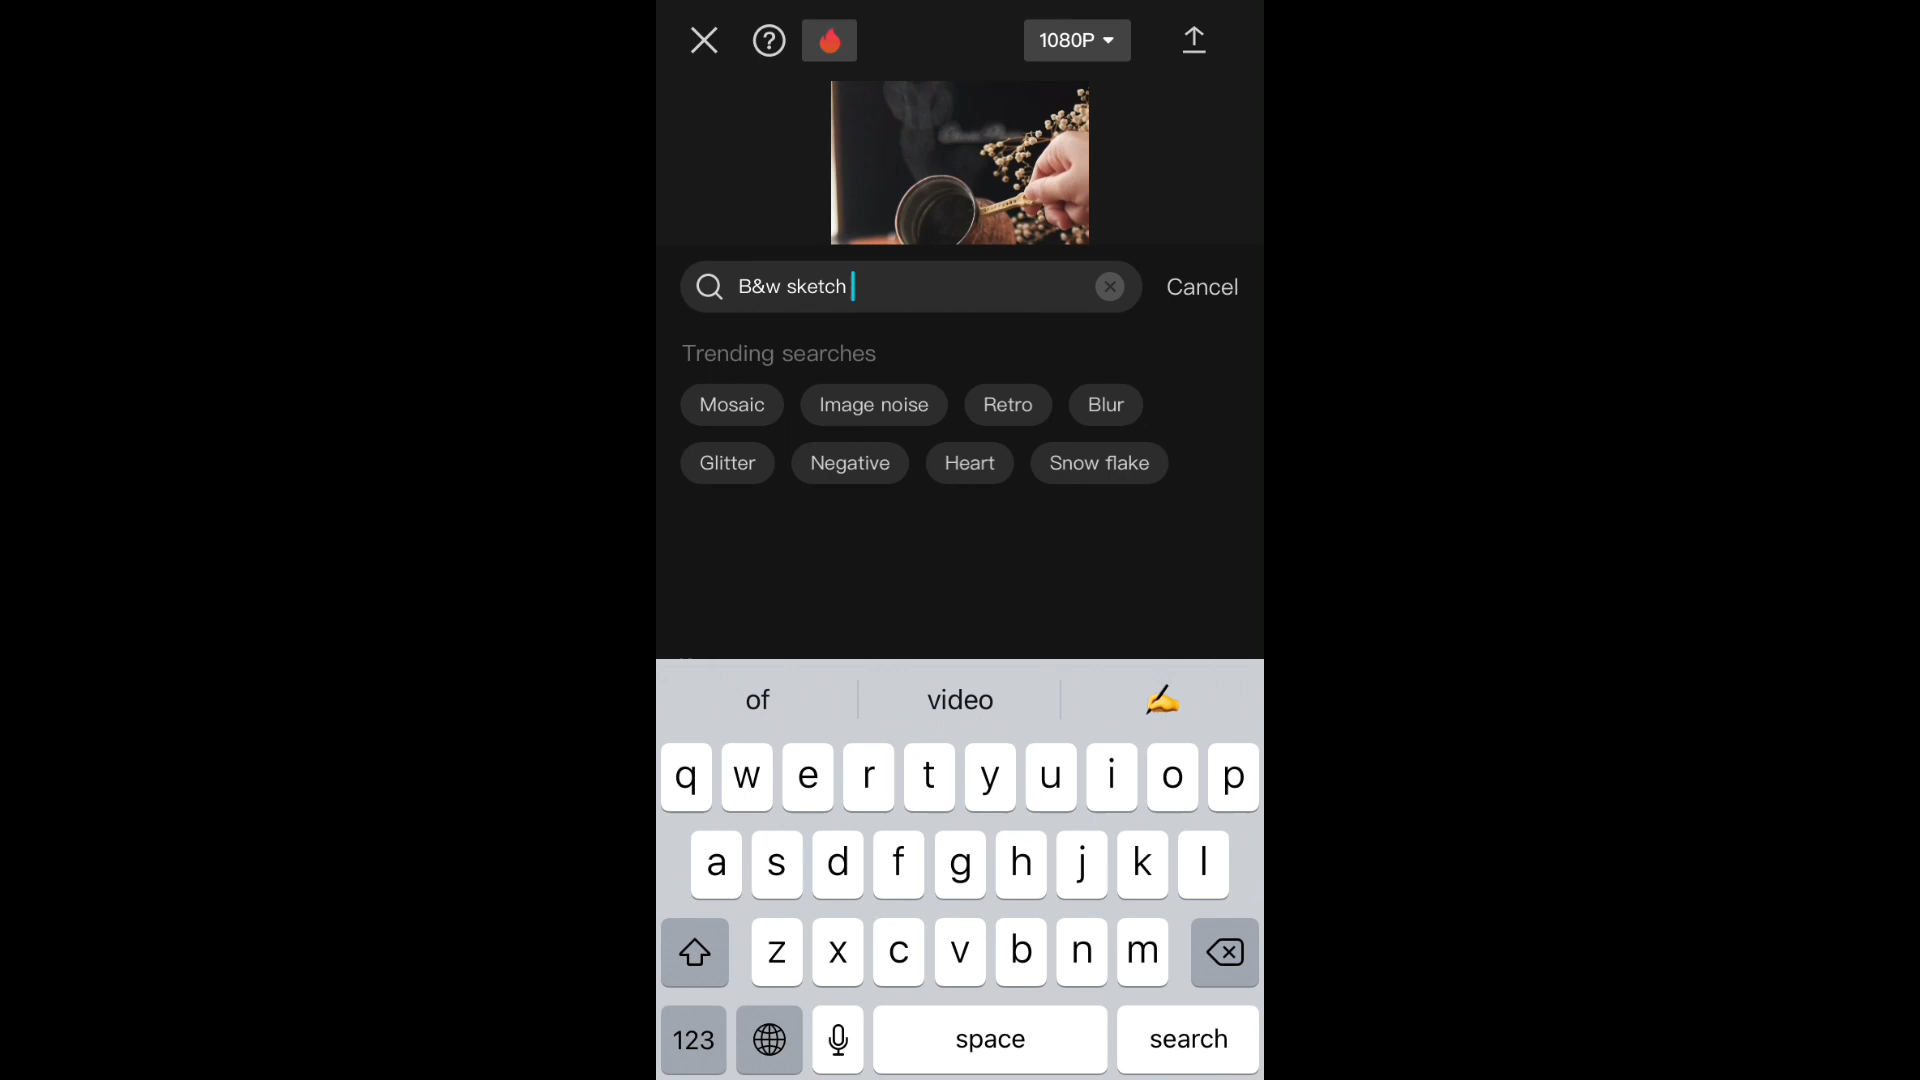 1080P
B&w sketch
Cancel
Trending searches
Mosaic
Image noise
Retro
Blur
Glitter
Negative
Heart
Snow flake
of
video
q w e r t y u i o p
a s d f g h j k l
z x c v b n m
123
space
search